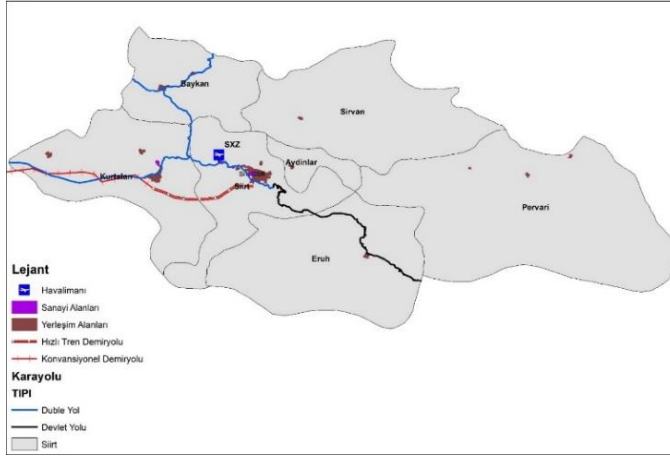 Baykan
Sirvan
SXZ
Aydinlar
Kurtalan
Siirt
Pervari
Eruh
Lejant
Havalimanı
Sanayi Alanları
Yerleşim Alanları
Hızlı Tren Demiryolu
Konvansiyonel Demiryolu
Karayolu
TIPI
Duble Yol
Devlet Yolu
Siirt